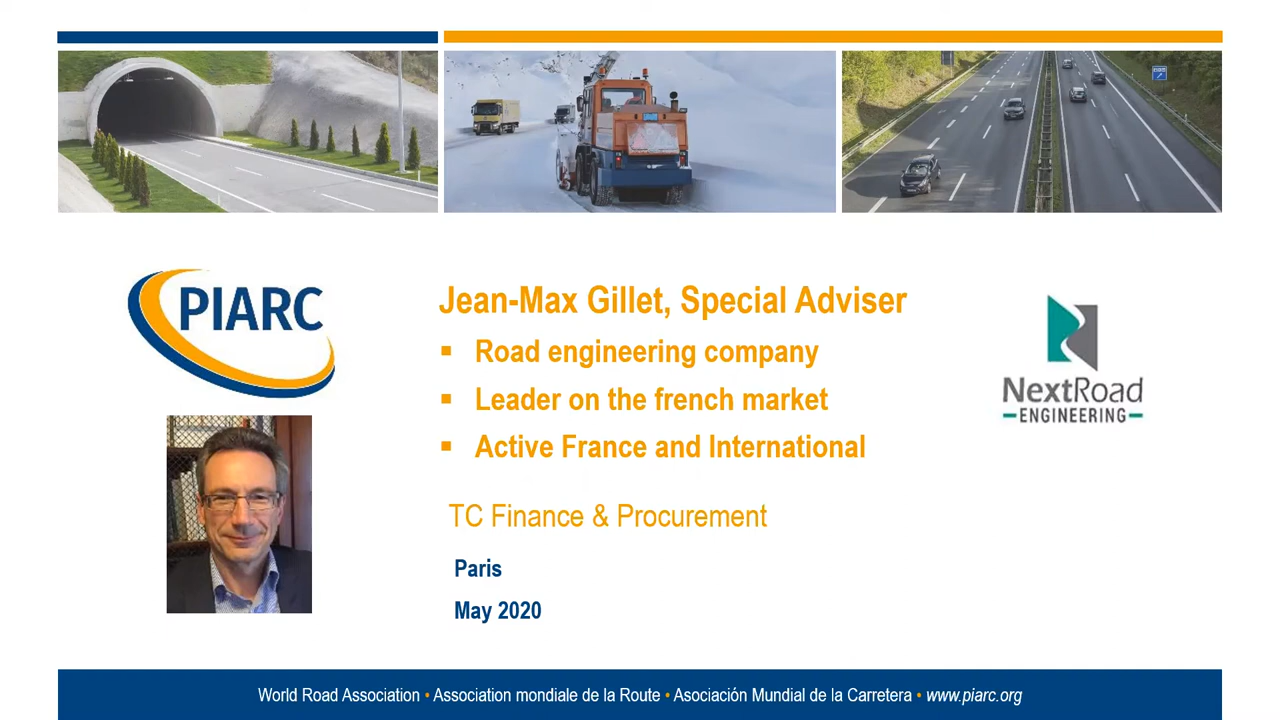 PIARC
Jean-Max Gillet, Special Adviser
▪ Road engineering company
▪ Leader on the french market
▪ Active France and International
NextRoad
ENGINEERING
TC Finance & Procurement
Paris
May 2020
World Road Association • Association mondiale de la Route • Asociación Mundial de la Carretera • www.piarc.org